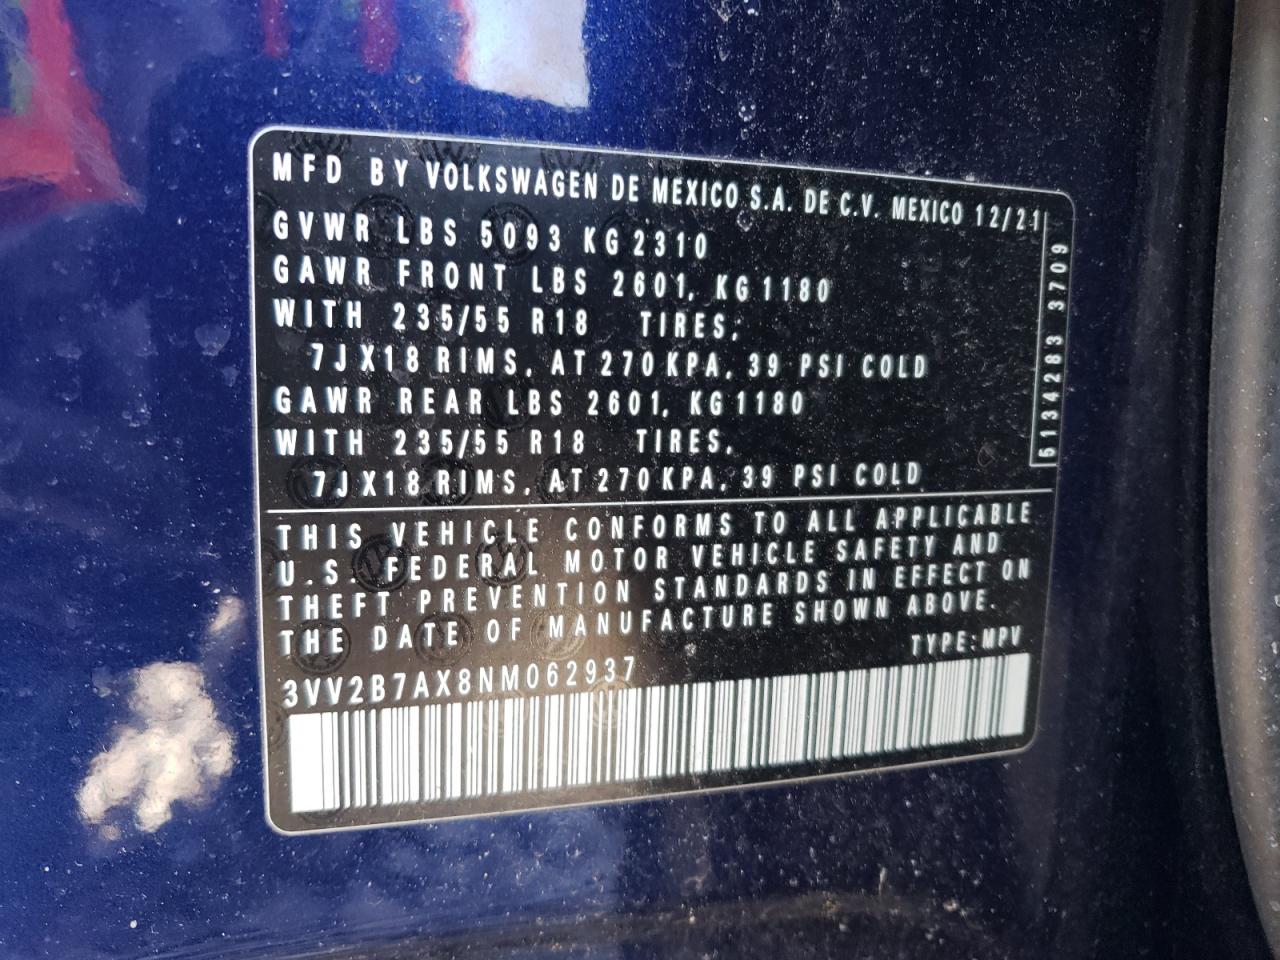 MFD BY VOLKSWAGEN DE MEXICO S.A. DE C.V. MEXICO 12/21
GVWR LBS 5093 KG 2310
GAWR FRONT LBS 2601, KG 1180
WITH 235/55 R18 TIRES,
7JX18 RIMS, AT 270 KPA, 39 PSI COLD
GAWR REAR LBS 2601, KG 1180
WITH 235/55 R18 TIRES,
7JX18 RIMS, AT 270 KPA, 39 PSI COLD
5134283 3709
THIS VEHICLE CONFORMS TO ALL APPLICABLE
U.S. FEDERAL MOTOR VEHICLE SAFETY AND
THEFT PREVENTION STANDARDS IN EFFECT ON
THE DATE OF MANUFACTURE SHOWN ABOVE.
TYPE: MPV
3VV2B7AX8NM062937